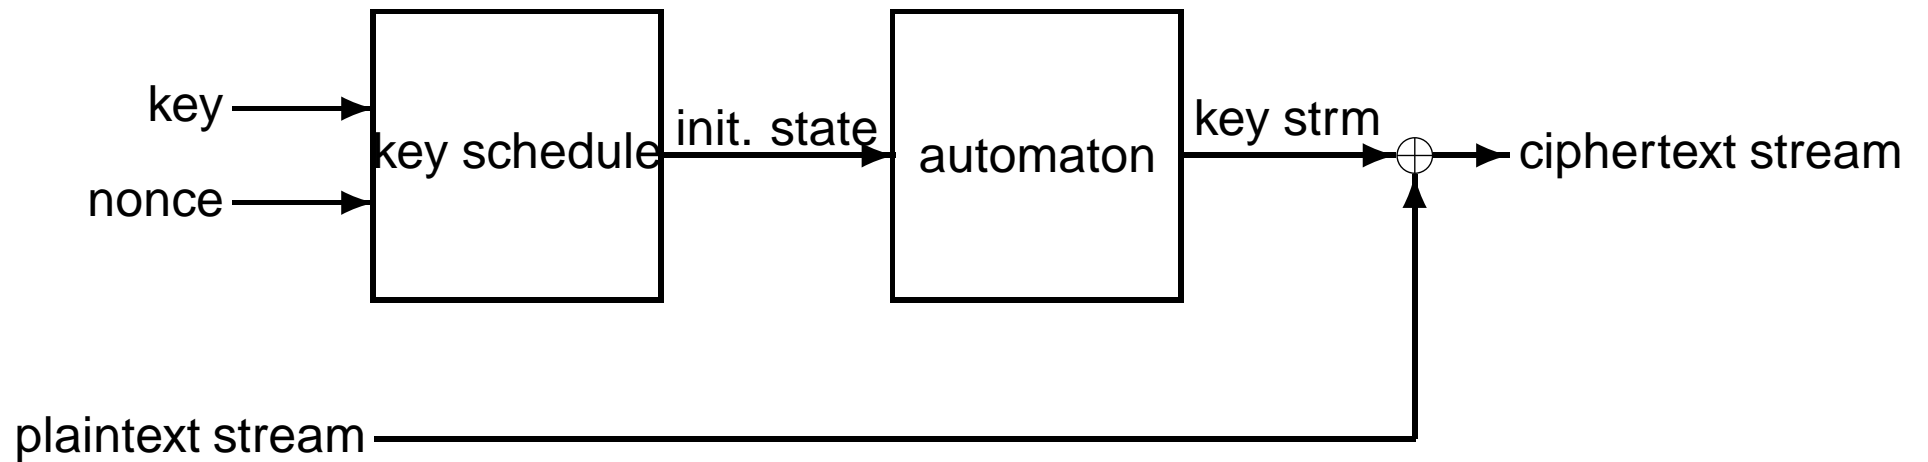 key
nonce
key schedule
init. state
automaton
key strm
ciphertext stream
plaintext stream